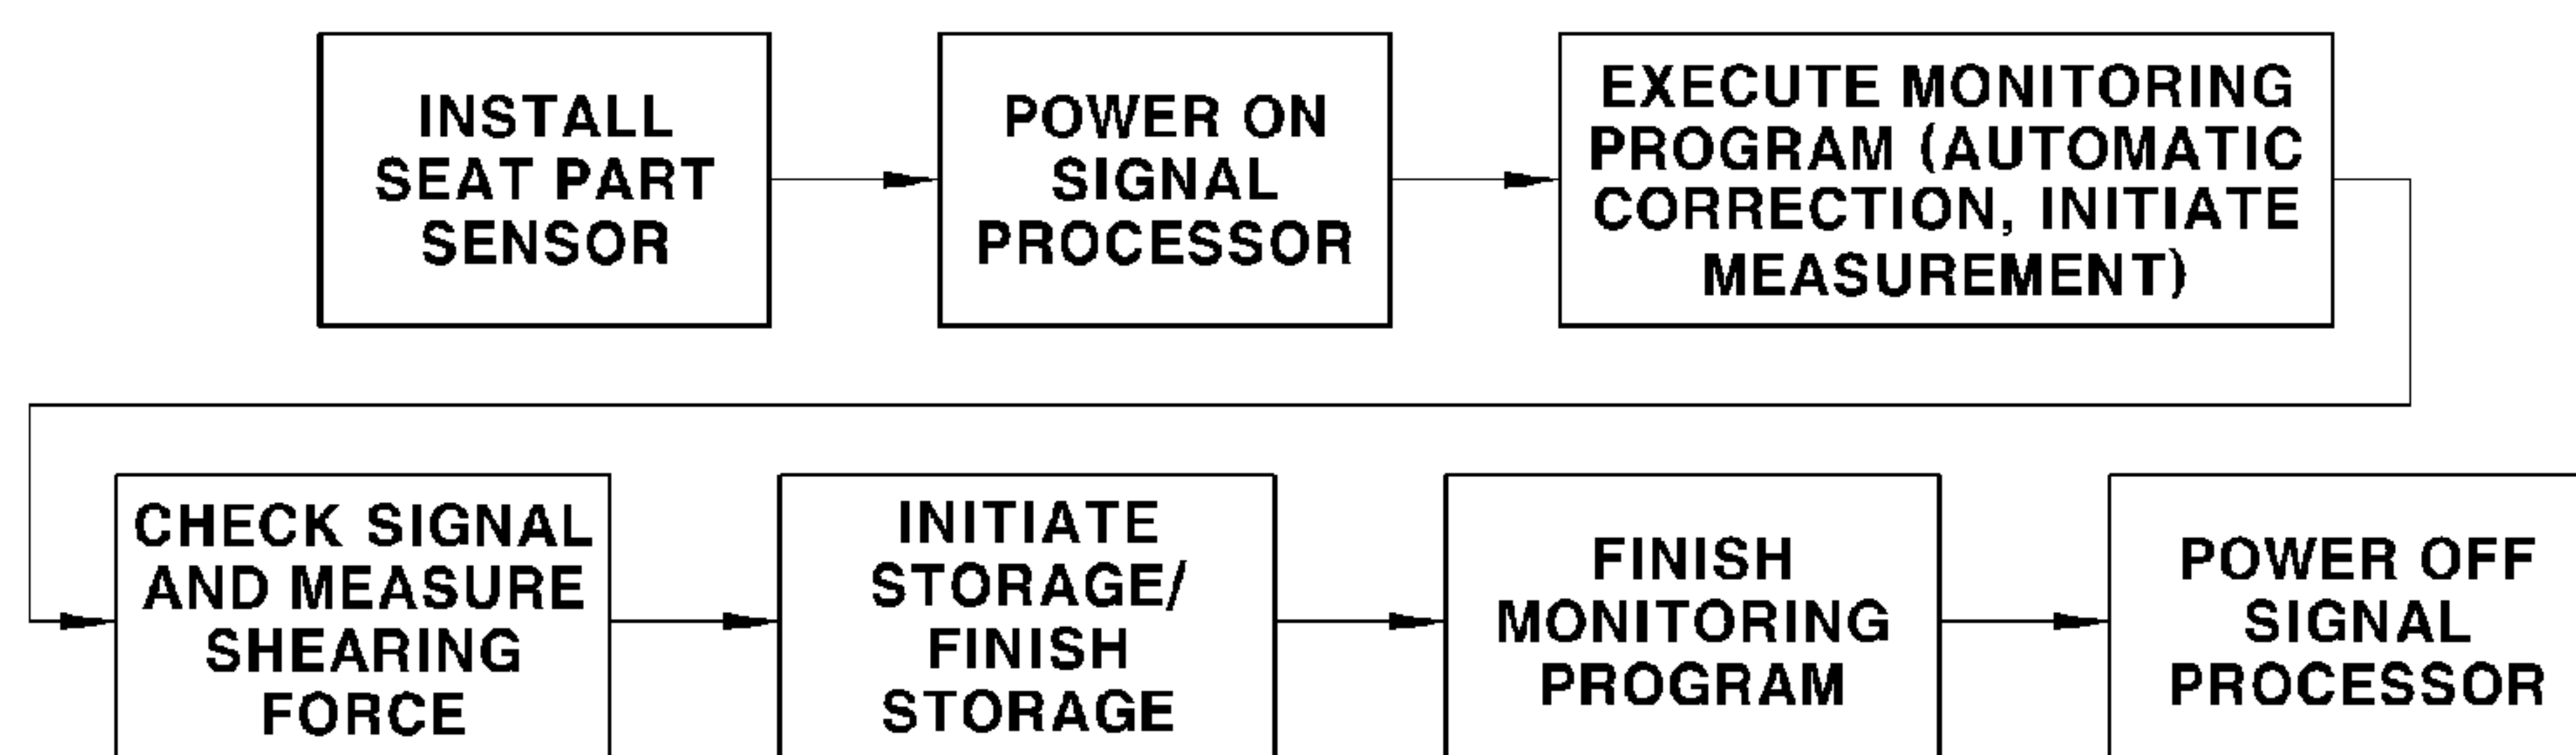 INSTALL
SEAT PART
SENSOR
POWER ON
SIGNAL
PROCESSOR
EXECUTE MONITORING
PROGRAM (AUTOMATIC
CORRECTION, INITIATE
MEASUREMENT)
CHECK SIGNAL
AND MEASURE
SHEARING
FORCE
INITIATE
STORAGE/
FINISH
STORAGE
FINISH
MONITORING
PROGRAM
POWER OFF
SIGNAL
PROCESSOR